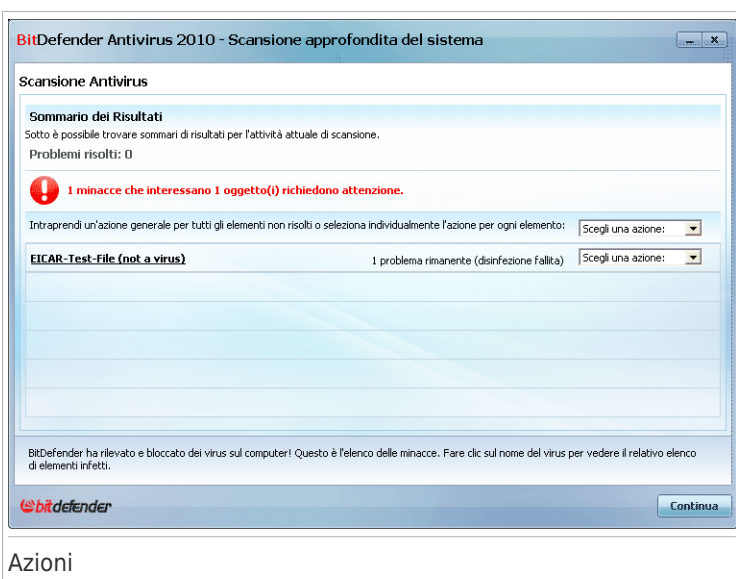 BitDefender Antivirus 2010 - Scansione approfondita del sistema
Scansione Antivirus
Sommario dei Risultati
Sotto è possibile trovare sommari di risultati per l'attività attuale di scansione.
Problemi risolti: 0
1 minacce che interessano 1 oggetto(i) richiedono attenzione.
Intraprendi un'azione generale per tutti gli elementi non risolti o seleziona individualmente l'azione per ogni elemento: Scegli una azione:
EICAR-Test-File (not a virus) 1 problema rimanente (disinfezione fallita) Scegli una azione:
BitDefender ha rilevato e bloccato dei virus sul computer! Questo è l'elenco delle minacce. Fare clic sul nome del virus per vedere il relativo elenco
di elementi infetti.
bitdefender Continua
Azioni